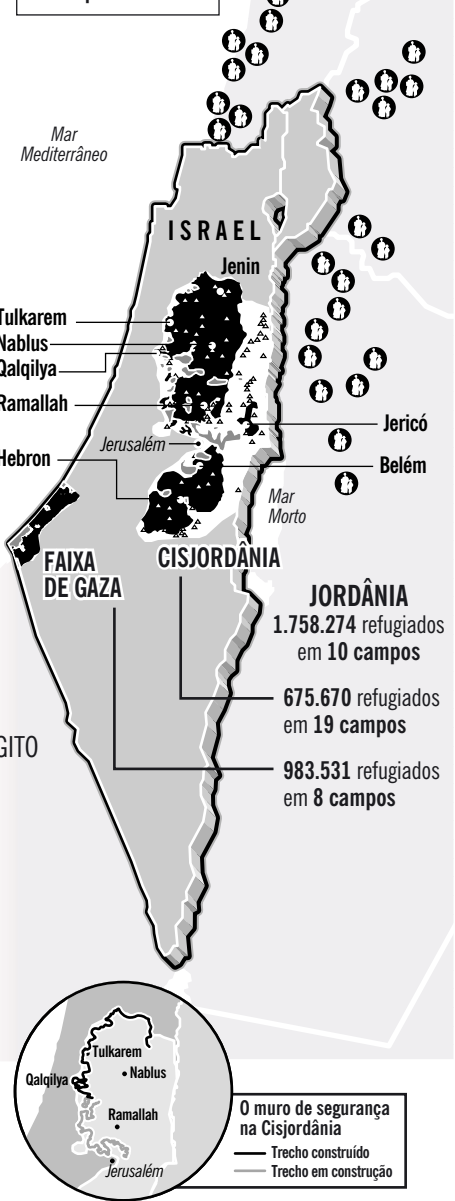 Mar
Mediterrâneo
ISRAEL
Jenin
Tulkarem
Nablus
Qalqilya
Ramallah
Jerusalém
Jericó
Hebron
Belém
Mar
Morto
FAIXA
DE GAZA
CISJORDÂNIA
JORDÂNIA
1.758.274 refugiados
em 10 campos
675.670 refugiados
em 19 campos
GITO
983.531 refugiados
em 8 campos
Tulkarem
Qalqilya
Nablus
Ramallah
Jerusalém
O muro de segurança
na Cisjordânia
Trecho construído
Trecho em construção